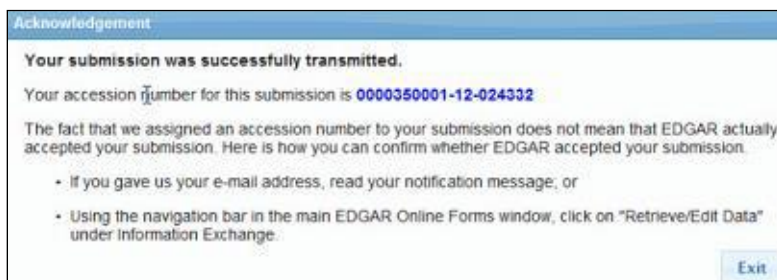 Acknowledgement
Your submission was successfully transmitted.
Your accession number for this submission is 0000350001-12-024332
The fact that we assigned an accession number to your submission does not mean that EDGAR actually
accepted your submission. Here is how you can confirm whether EDGAR accepted your submission.
• If you gave us your e-mail address, read your notification message; or
• Using the navigation bar in the main EDGAR Online Forms window, click on "Retrieve/Edit Data"
under Information Exchange.
Exit